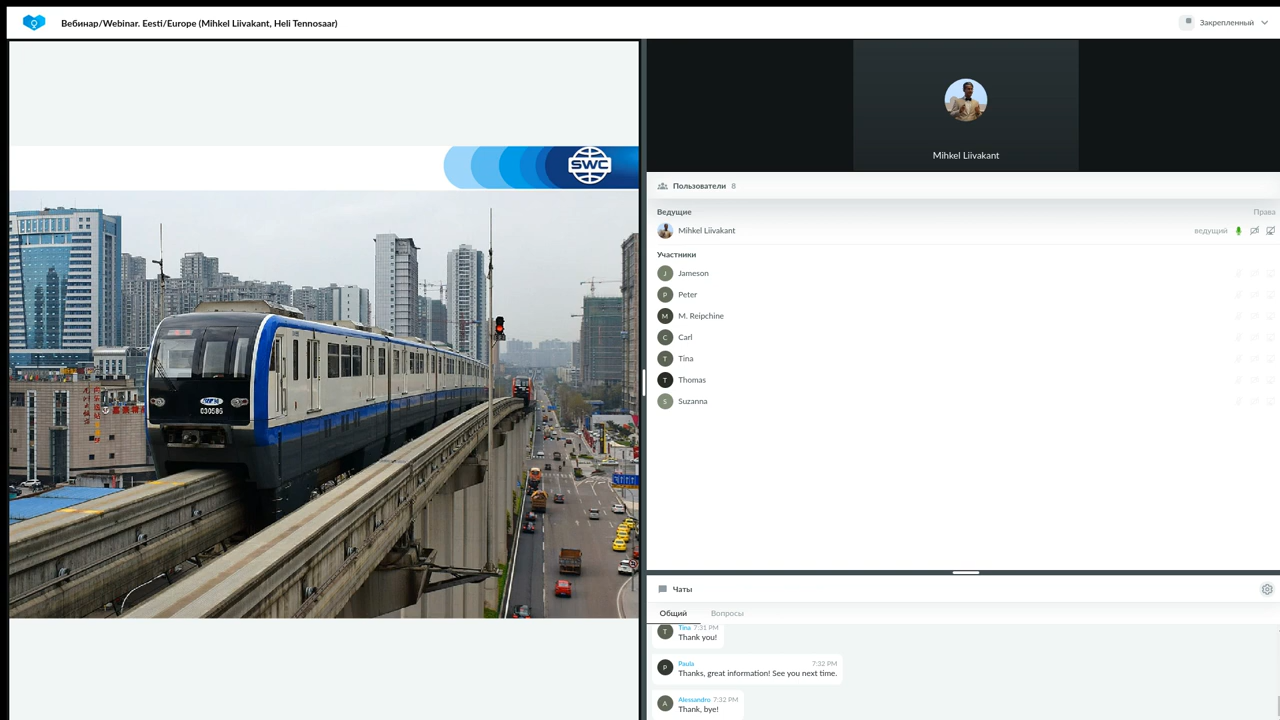 Вебинар/Webinar. Eesti/Europe (Mihkel Liivakant, Heli Tennosaar)
Закрепленный
SWC
030586
Mihkel Liivakant
Пользователи 8
Ведущие
Права
Mihkel Liivakant
ведущий
Участники
J Jameson
P Peter
M M. Reipchine
C Carl
T Tina
T Thomas
S Suzanna
Чаты
Общий
Вопросы
T Tina 7:31 PM
Thank you!
P Paula 7:32 PM
Thanks, great information! See you next time.
A Alessandro 7:32 PM
Thank, bye!